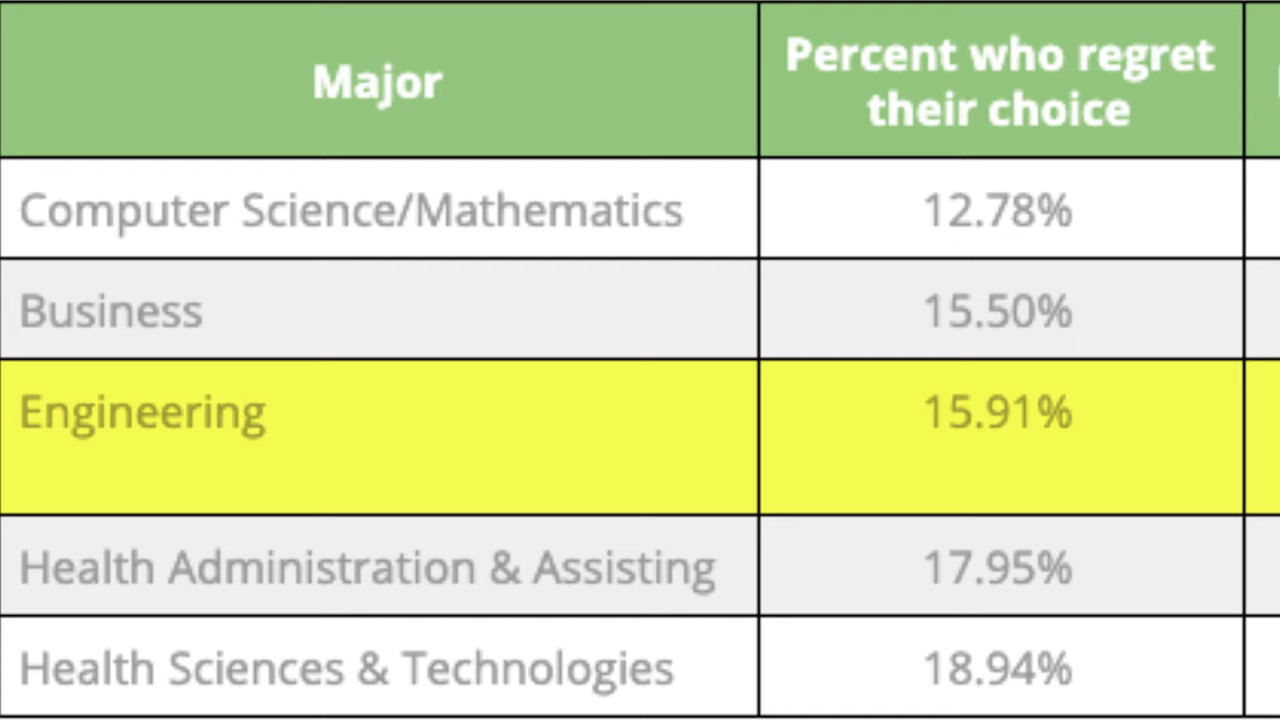 Major
Percent who regret
their choice
Computer Science/Mathematics 12.78%
Business 15.50%
Engineering 15.91%
Health Administration & Assisting 17.95%
Health Sciences & Technologies 18.94%